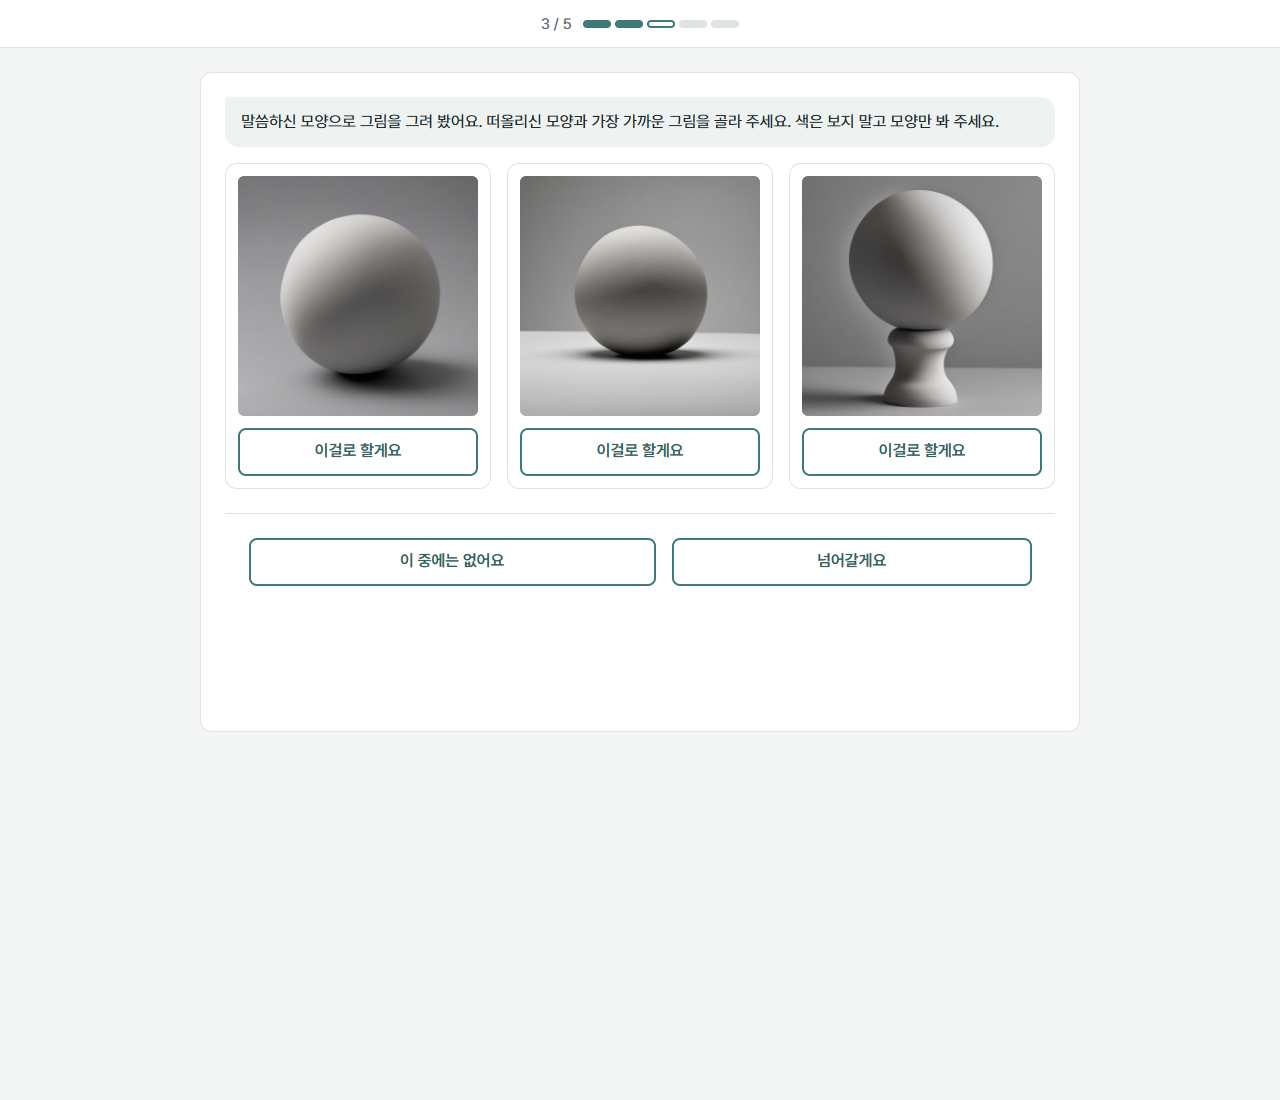 3 / 5
말씀하신 모양으로 그림을 그려 봤어요. 떠올리신 모양과 가장 가까운 그림을 골라 주세요. 색은 보지 말고 모양만 봐 주세요.
이걸로 할게요
이걸로 할게요
이걸로 할게요
이 중에는 없어요
넘어갈게요